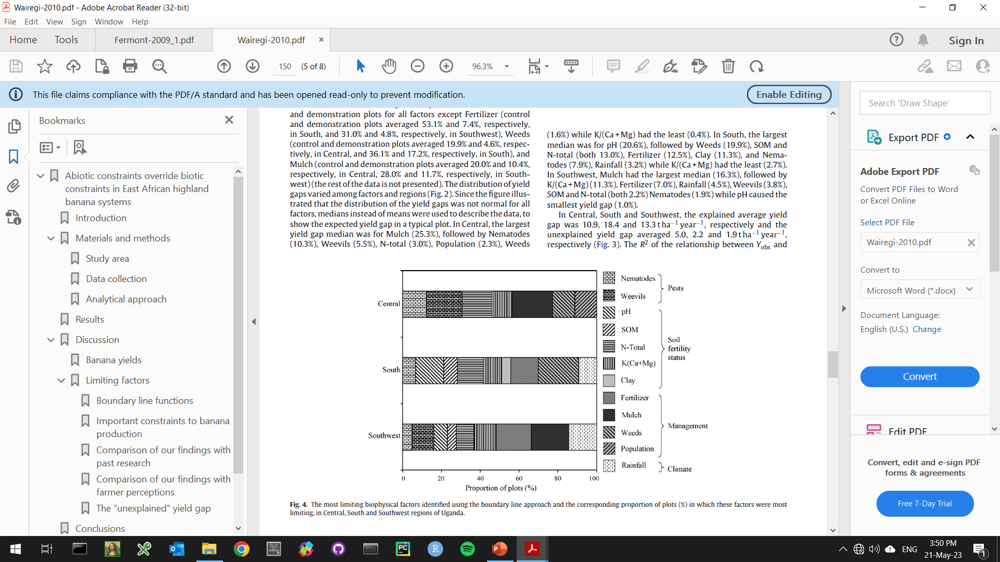 Wairegi-2010.pdf - Adobe Acrobat Reader (32-bit)
File Edit View Sign Window Help
Home Tools Fermont-2009_1.pdf Wairegi-2010.pdf × Sign In
150 (5 of 8) 96.3%
This file claims compliance with the PDF/A standard and has been opened read-only to prevent modification. Enable Editing
Bookmarks
Abiotic constraints override biotic
constraints in East African highland
banana systems
Introduction
Materials and methods
Study area
Data collection
Analytical approach
Results
Discussion
Banana yields
Limiting factors
Boundary line functions
Important constraints to banana
production
Comparison of our findings with
past research
Comparison of our findings with
farmer perceptions
The "unexplained" yield gap
Conclusions
and demonstration plots for all factors except Fertilizer (control
and demonstration plots averaged 53.1% and 7.4%, respectively,
in South, and 31.0% and 4.8%, respectively, in Southwest), Weeds
(control and demonstration plots averaged 19.9% and 4.6%, respec-
tively, in Central, and 36.1% and 17.2%, respectively, in South), and
Mulch (control and demonstration plots averaged 20.0% and 10.4%,
respectively, in Central, 28.0% and 11.7%, respectively, in South-
west) (the rest of the data is not presented). The distribution of yield
gaps varied among factors and regions (Fig. 2). Since the figure illus-
trated that the distribution of the yield gaps was not normal for all
factors, medians instead of means were used to describe the data, to
show the expected yield gap in a typical plot. In Central, the largest
yield gap median was for Mulch (25.3%), followed by Nematodes
(10.3%), Weevils (5.5%), N-total (3.0%), Population (2.3%), Weeds
(1.6%) while K/(Ca + Mg) had the least (0.4%). In South, the largest
median was for pH (20.6%), followed by Weeds (19.9%), SOM and
N-total (both 13.0%), Fertilizer (12.5%), Clay (11.3%), and Nema-
todes (7.9%), Rainfall (3.2%) while K/(Ca + Mg) had the least (2.7%).
In Southwest, Mulch had the largest median (16.3%), followed by
K/(Ca + Mg) (11.3%), Fertilizer (7.0%), Rainfall (4.5%), Weevils (3.8%),
SOM and N-total (both 2.2%) Nematodes (1.9%) while pH caused the
smallest yield gap (1.0%).
In Central, South and Southwest, the explained average yield
gap was 10.9, 18.4 and 13.3 t ha⁻¹ year⁻¹, respectively and the
unexplained yield gap averaged 5.0, 2.2 and 1.9 t ha⁻¹ year⁻¹,
respectively (Fig. 3). The R² of the relationship between Yobs and
Central
South
Southwest
0 20 40 60 80 100
Proportion of plots (%)
Nematodes
Weevils
Pests
pH
SOM
N-Total
K(Ca+Mg)
Clay
Soil
fertility
status
Fertilizer
Mulch
Weeds
Population
Management
Rainfall
Climate
Fig. 4. The most limiting biophysical factors identified using the boundary line approach and the corresponding proportion of plots (%) in which these factors were most
limiting, in Central, South and Southwest regions of Uganda.
Search 'Draw Shape'
Export PDF
Adobe Export PDF
Convert PDF Files to Word
or Excel Online
Select PDF File
Wairegi-2010.pdf
Convert to
Microsoft Word (*.docx)
Document Language:
English (U.S.) Change
Convert
Edit PDF
Convert, edit and e-sign PDF
forms & agreements
Free 7-Day Trial
ENG
3:50 PM
21-May-23
1